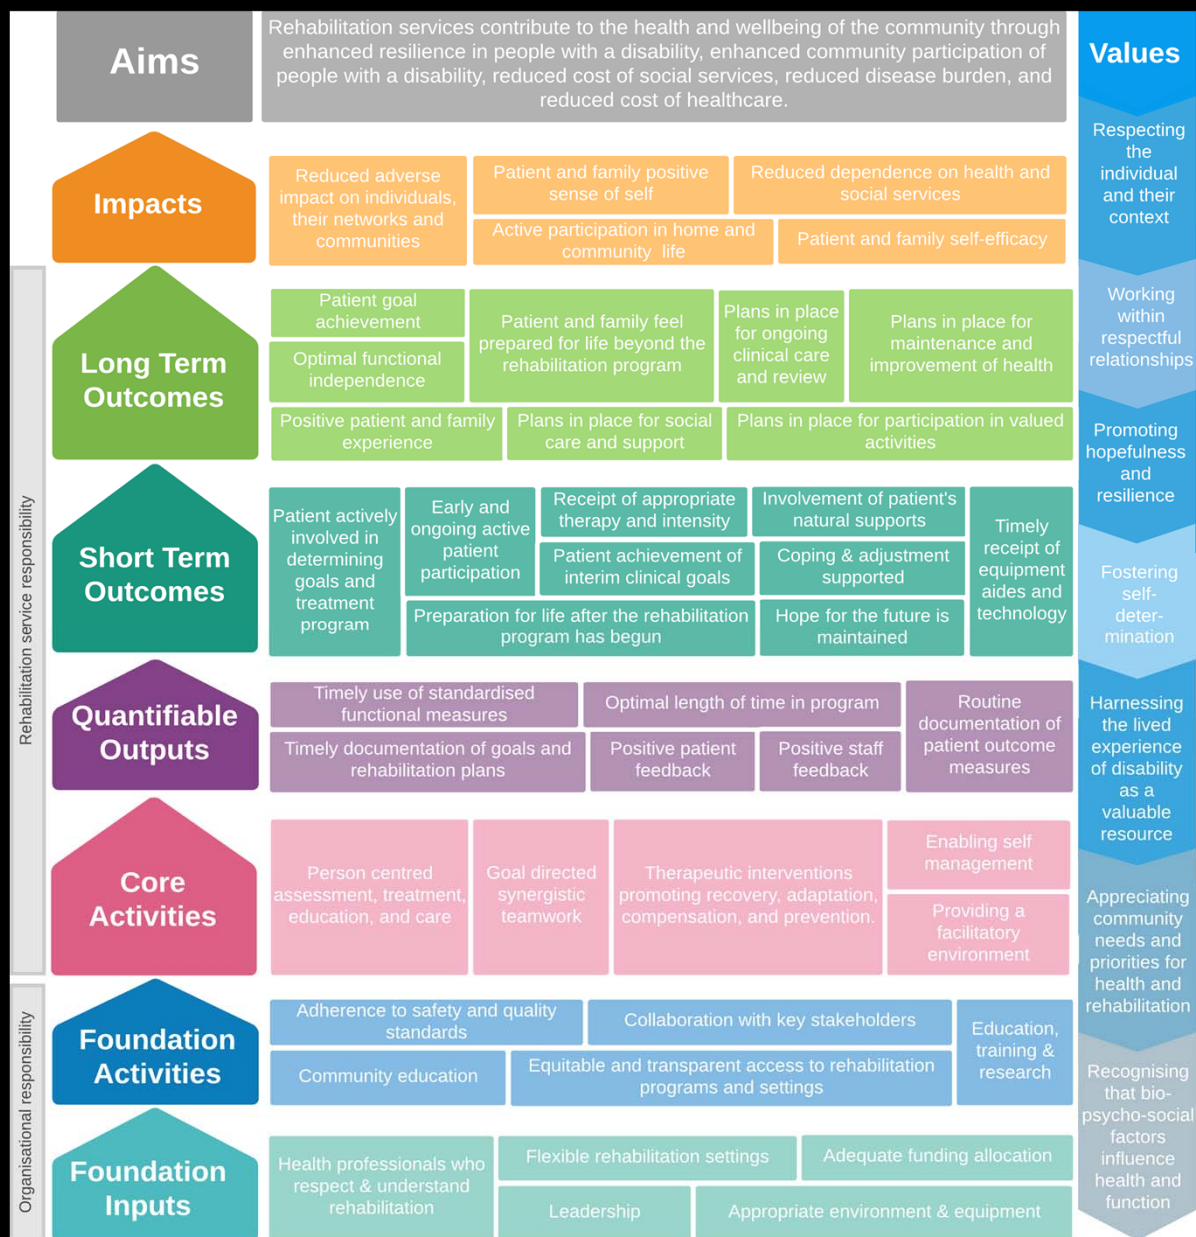 Aims
Rehabilitation services contribute to the health and wellbeing of the community through
enhanced resilience in people with a disability, enhanced community participation of
people with a disability, reduced cost of social services, reduced disease burden, and
reduced cost of healthcare.
Impacts
Reduced adverse
impact on individuals,
their networks and
communities
Patient and family positive
sense of self
Reduced dependence on health and
social services
Active participation in home and
community life
Patient and family self-efficacy
Rehabilitation service responsibility
Long Term
Outcomes
Patient goal
achievement
Optimal functional
independence
Patient and family feel
prepared for life beyond the
rehabilitation program
Plans in place
for ongoing
clinical care
and review
Plans in place for
maintenance and
improvement of health
Positive patient and family
experience
Plans in place for social
care and support
Plans in place for participation in valued
activities
Short Term
Outcomes
Patient actively
involved in
determining
goals and
treatment
program
Early and
ongoing active
patient
participation
Receipt of appropriate
therapy and intensity
Involvement of patient's
natural supports
Patient achievement of
interim clinical goals
Coping & adjustment
supported
Preparation for life after the rehabilitation
program has begun
Hope for the future is
maintained
Timely
receipt of
equipment
aides and
technology
Quantifiable
Outputs
Timely use of standardised
functional measures
Optimal length of time in program
Timely documentation of goals and
rehabilitation plans
Positive patient
feedback
Positive staff
feedback
Routine
documentation of
patient outcome
measures
Core
Activities
Person centred
assessment, treatment,
education, and care
Goal directed
synergistic
teamwork
Therapeutic interventions
promoting recovery, adaptation,
compensation, and prevention.
Enabling self
management
Providing a
facilitatory
environment
Organisational responsibility
Foundation
Activities
Adherence to safety and quality
standards
Collaboration with key stakeholders
Community education
Equitable and transparent access to rehabilitation
programs and settings
Education,
training &
research
Foundation
Inputs
Health professionals who
respect & understand
rehabilitation
Flexible rehabilitation settings
Adequate funding allocation
Leadership
Appropriate environment & equipment
Values
Respecting
the
individual
and their
context
Working
within
respectful
relationships
Promoting
hopefulness
and
resilience
Fostering
self-
deter-
mination
Harnessing
the lived
experience
of disability
as a
valuable
resource
Appreciating
community
needs and
priorities for
health and
rehabilitation
Recognising
that bio-
psycho-social
factors
influence
health and
function